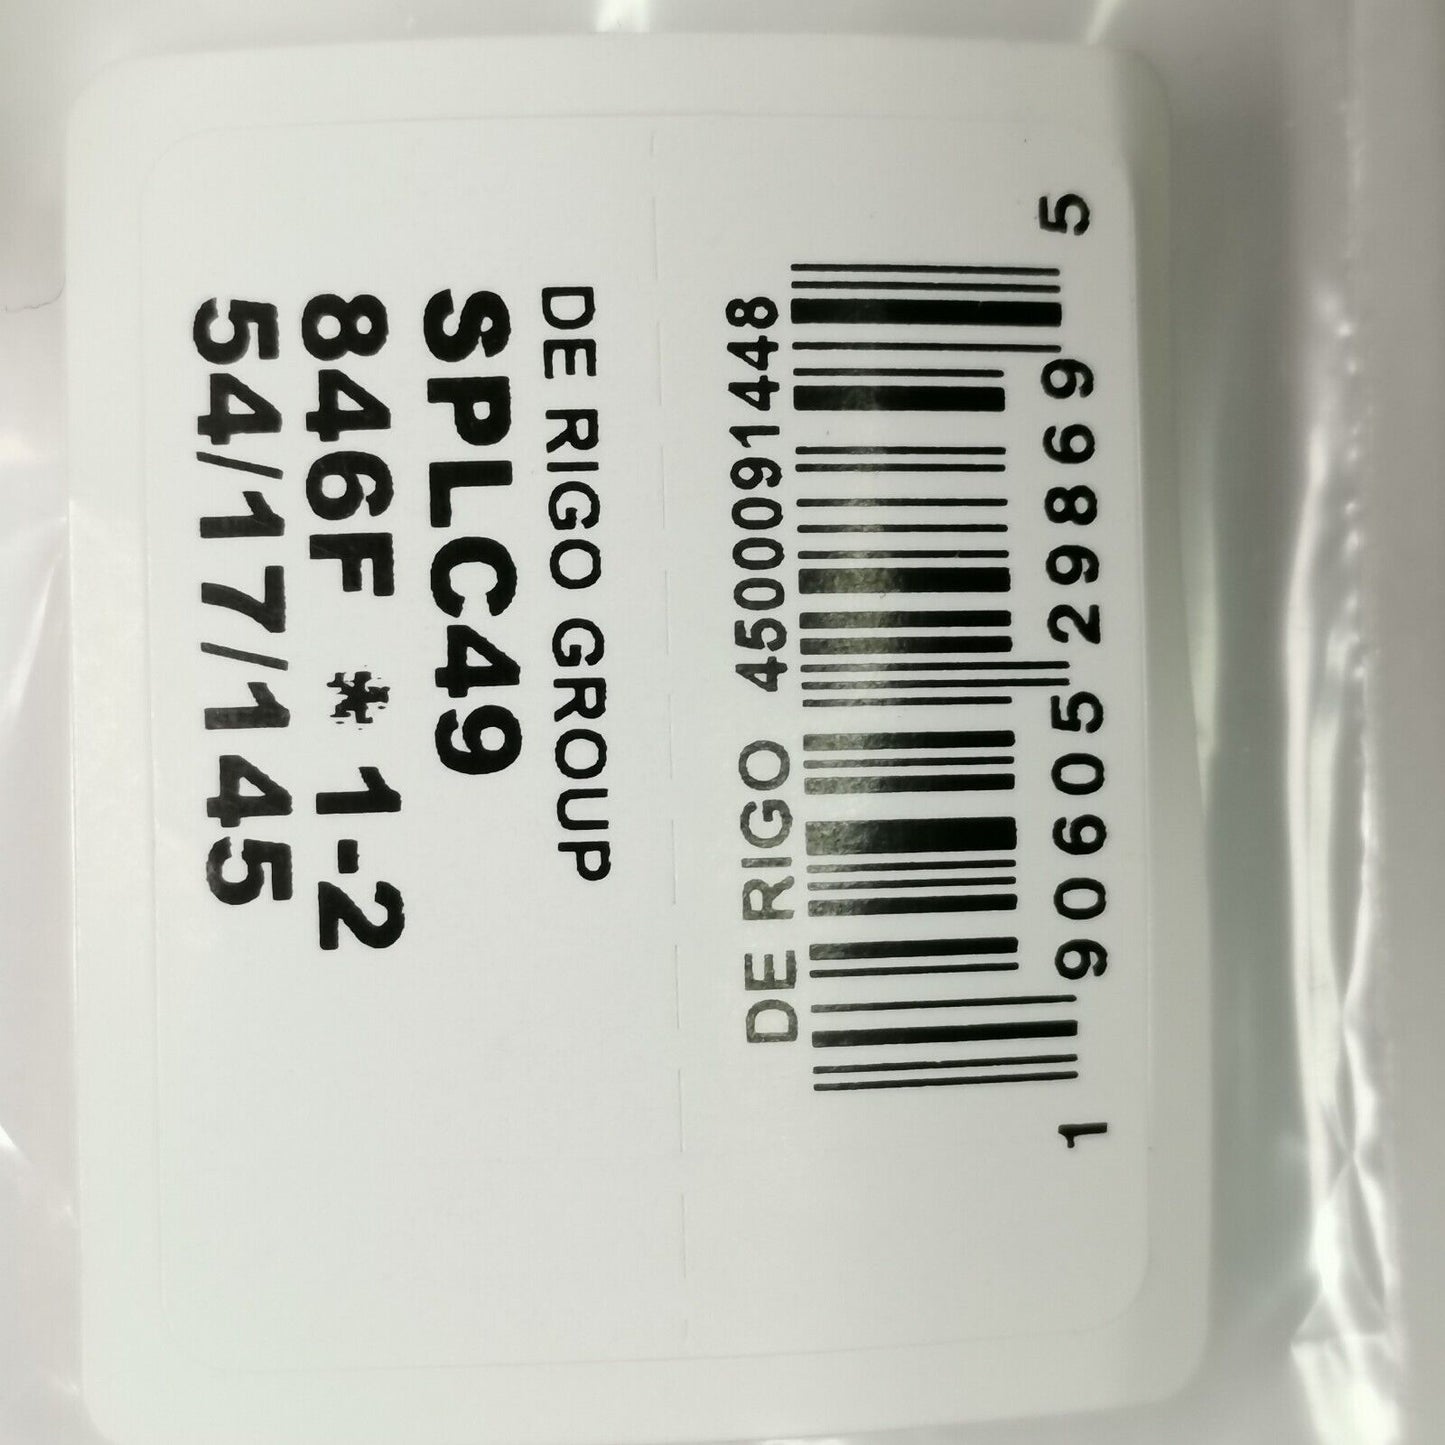 DE RIGO GROUP
SPLC49
846F * 1-2
54/17/145
DE RIGO 4500091448
1 90605 29869 5